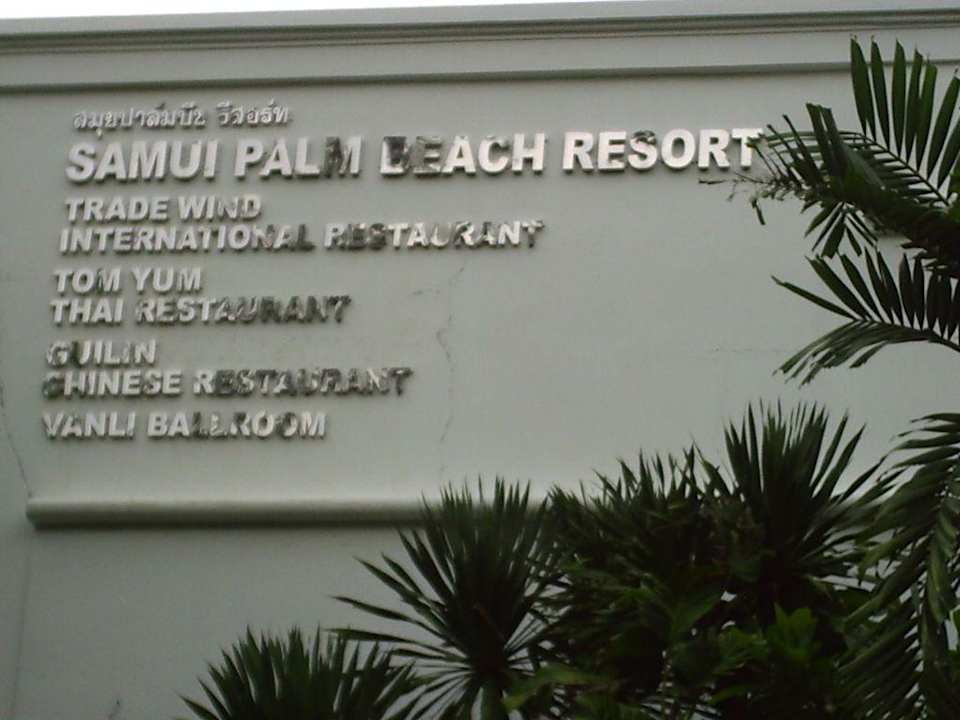 สมุยปาล์มบีช รีสอร์ท
SAMUI PALM BEACH RESORT
TRADE WIND
INTERNATIONAL RESTAURANT
TOM YUM
THAI RESTAURANT
GUILIN
CHINESE RESTAURANT
VANLI BALLROOM